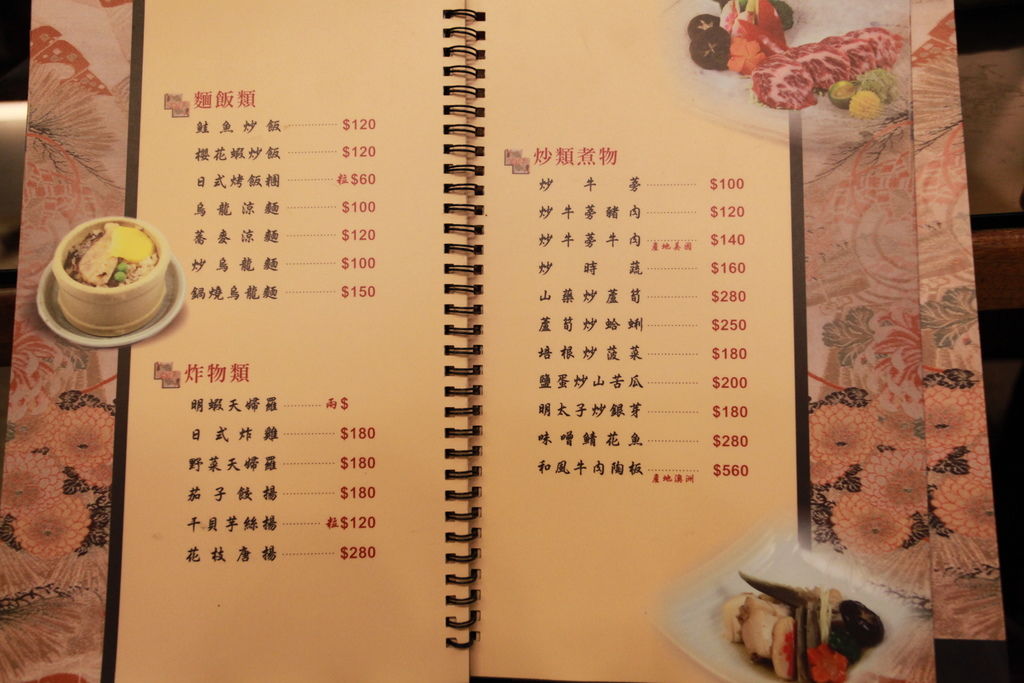 麵飯類
鮭魚炒飯 $120
櫻花蝦炒飯 $120
日式烤飯糰 粒$60
烏龍涼麵 $100
蕎麥涼麵 $120
炒烏龍麵 $100
鍋燒烏龍麵 $150
炸物類
明蝦天婦羅 兩$
日式炸雞 $180
野菜天婦羅 $180
茄子餃揚 $180
干貝芋絲揚 粒$120
花枝唐揚 $280
炒類煮物
炒牛蒡 $100
炒牛蒡豬肉 $120
炒牛蒡牛肉 產地美國 $140
炒時蔬 $160
山藥炒蘆筍 $280
蘆筍炒蛤蜊 $250
培根炒菠菜 $180
鹽蛋炒山苦瓜 $200
明太子炒銀芽 $180
味噌鯖花魚 $280
和風牛肉陶板 產地澳洲 $560